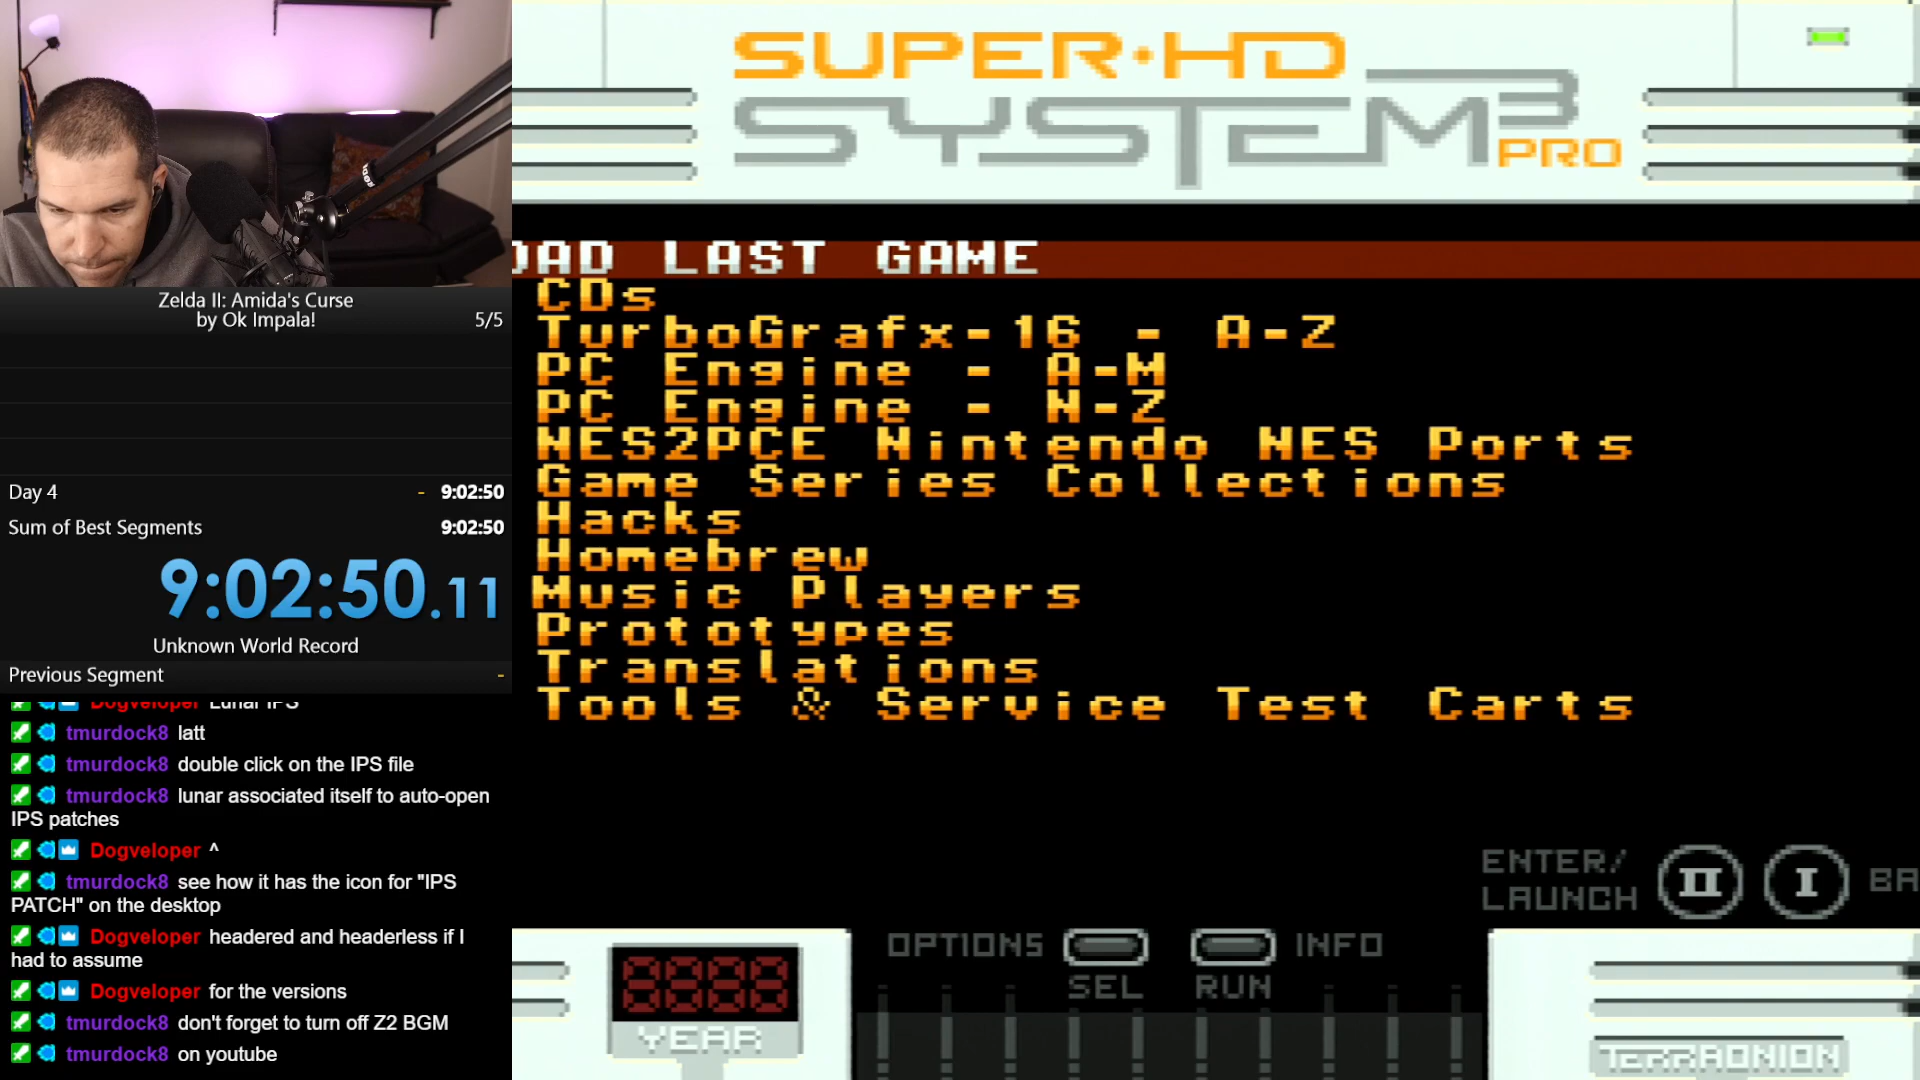 Zelda II: Amida's Curse
by Ok Impala!
5/5
Day 4 - 9:02:50
Sum of Best Segments 9:02:50
9:02:50.11
Unknown World Record
Previous Segment -
Dogveloper Lunar IPS
tmurdock8 latt
tmurdock8 double click on the IPS file
tmurdock8 lunar associated itself to auto-open
IPS patches
Dogveloper ^
tmurdock8 see how it has the icon for "IPS
PATCH" on the desktop
Dogveloper headered and headerless if I
had to assume
Dogveloper for the versions
tmurdock8 don't forget to turn off Z2 BGM
tmurdock8 on youtube
SUPER·HD
SYSTEM3
PRO
OAD LAST GAME
CDs
TurboGrafx-16 - A-Z
PC Engine - A-M
PC Engine - N-Z
NES2PCE Nintendo NES Ports
Game Series Collections
Hacks
Homebrew
Music Players
Prototypes
Translations
Tools & Service Test Carts
ENTER/
LAUNCH
II I BA
OPTIONS INFO
SEL RUN
8888
YEAR
TERRAONION